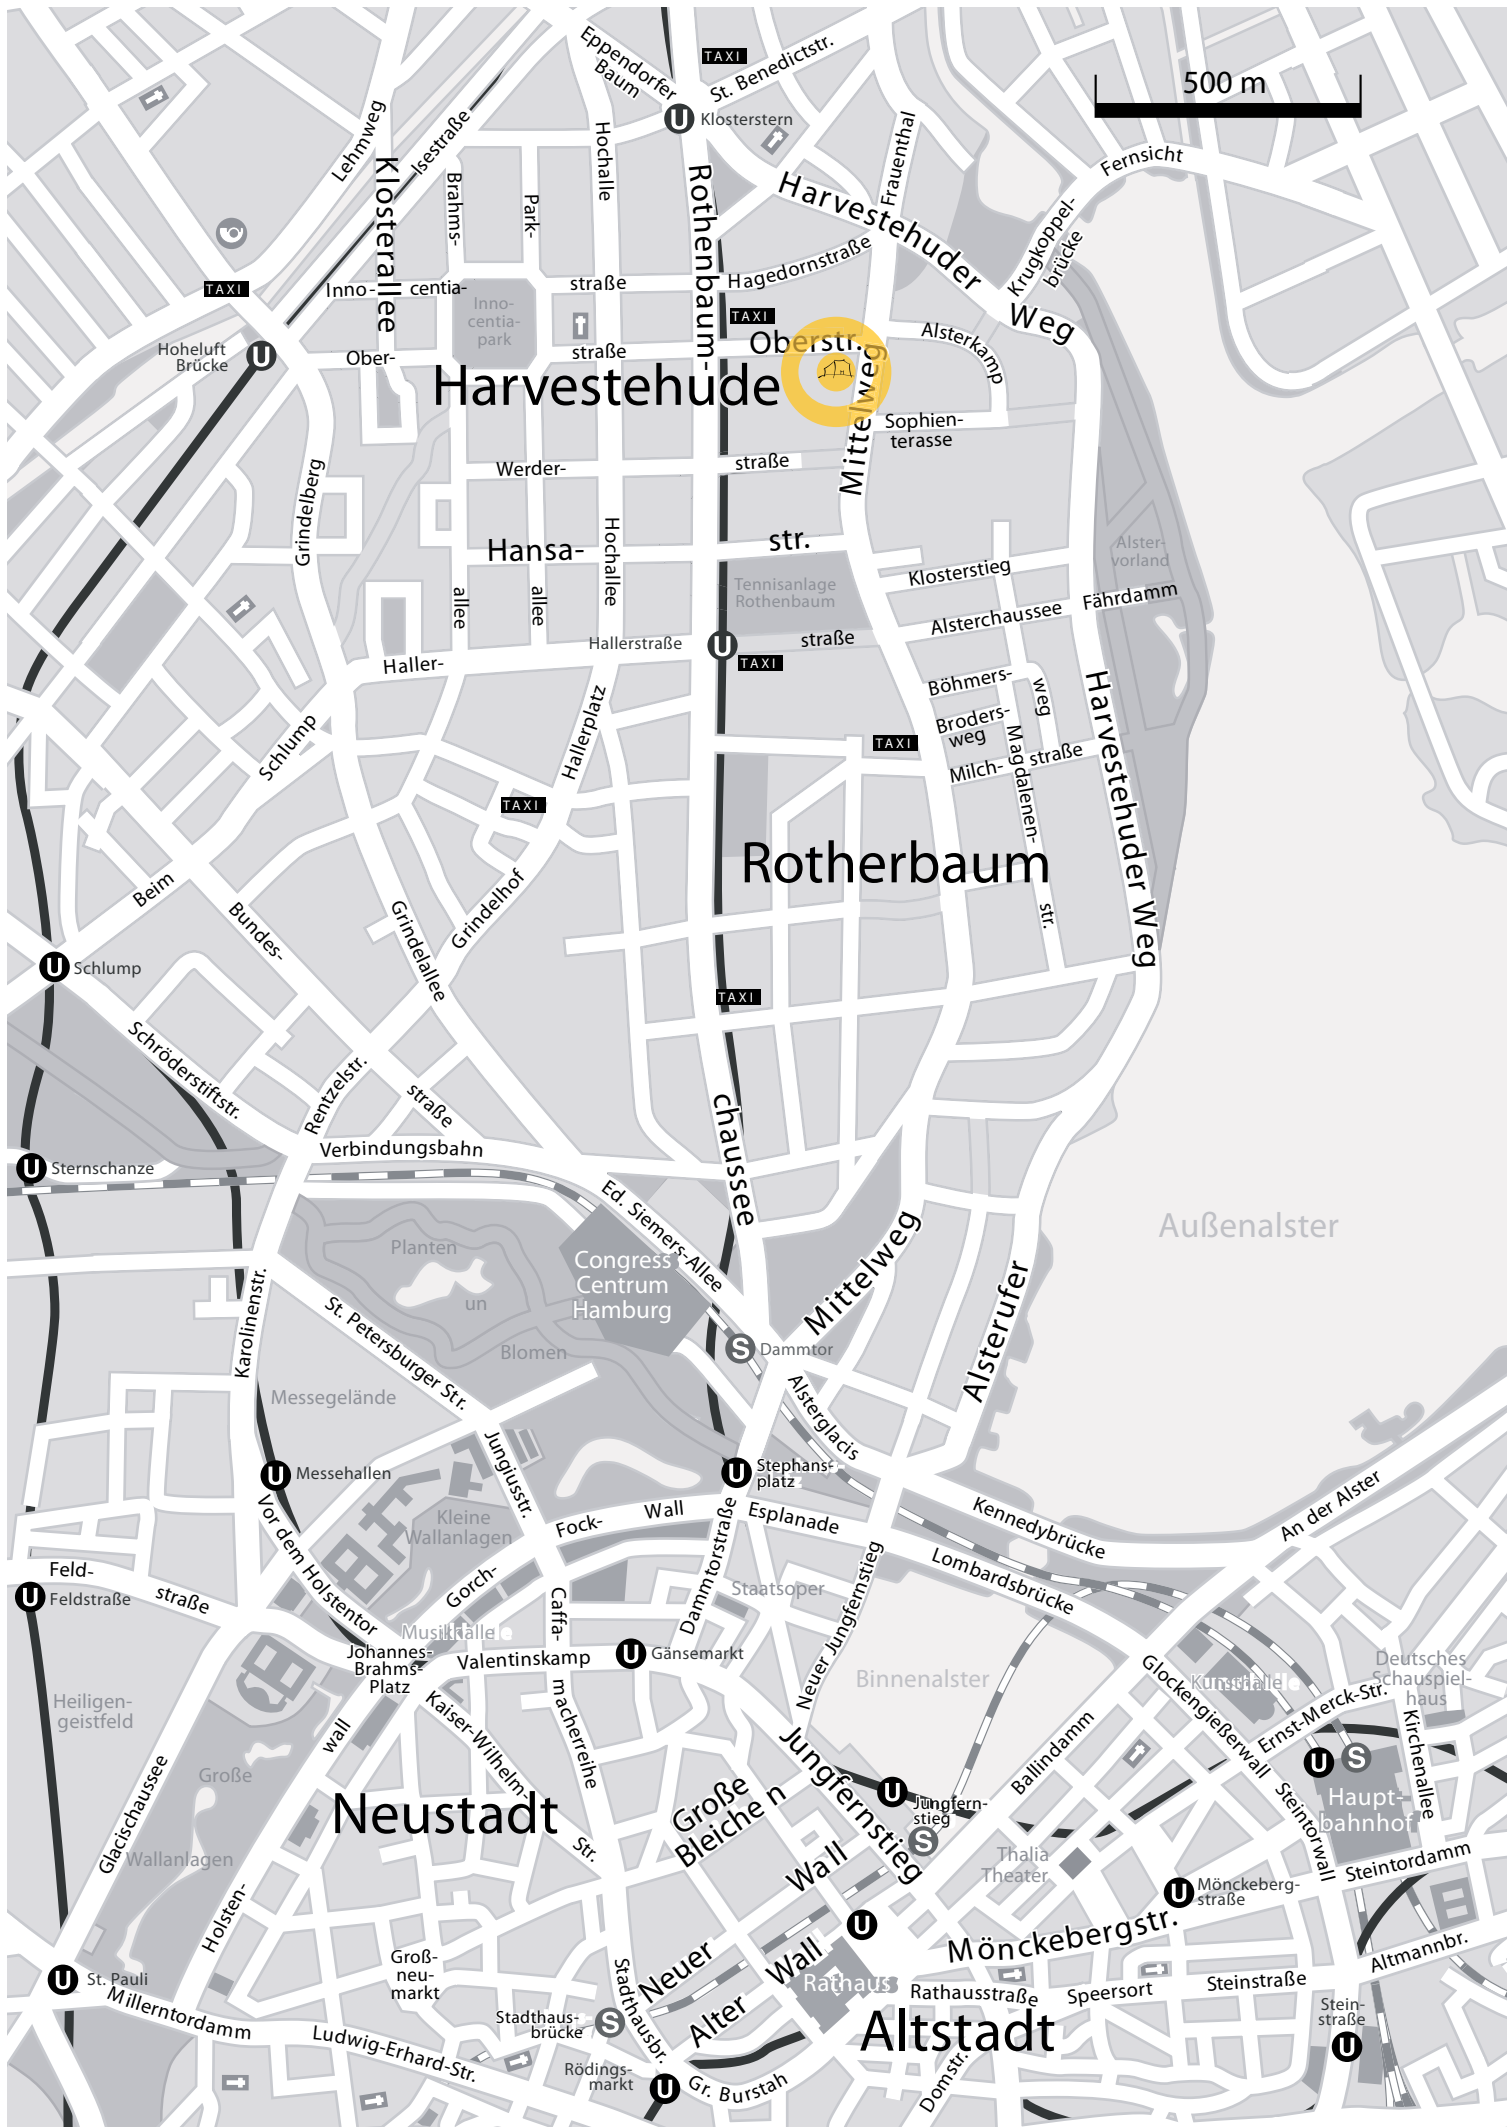 Eppendorfer
Baum
TAXI
St. Benedictstr.
500 m
Klosterstern
U
Lehmweg
Isestraße
Klosterallee
Brahms-
Park-
Hochalle
Rothenbaum-
Harvestehuder
Weg
Frauenthal
Fernsicht
Krugkoppel-
brücke
Hagedornstraße
TAXI
Inno-
centia-
straße
Inno-
centia-
park
TAXI
Oberstr.
Alsterkamp
Hoheluft
Brücke
U
Ober-
straße
Harvestehude
Mittelweg
Sophien-
terasse
Werder-
straße
Grindelberg
Hansa-
str.
Hochallee
allee
allee
Alster-
vorland
Klosterstieg
Tennisanlage
Rothenbaum
Fährdamm
Alsterchaussee
Hallerstraße
U
straße
TAXI
Haller-
Böhmers-
weg
Broders-
weg
Magdalenen-
str.
Milch-
straße
TAXI
Harvestehuder Weg
Schlump
Hallerplatz
TAXI
Rotherbaum
Beim
Bundes-
straße
Grindelallee
Grindelhof
U
Schlump
TAXI
Schröderstiftstr.
Rentzelstr.
chaussee
Verbindungsbahn
U
Sternschanze
Ed. Siemers-Allee
Außenalster
Planten
un
Blomen
Congress
Centrum
Hamburg
Mittelweg
Alsterufer
Karolinenstr.
St. Petersburger Str.
S
Dammtor
Messegelände
Alsterglacis
Jungiusstr.
U
Messehallen
U
Stephans-
platz
Vor dem Holstentor
Kleine
Wallanlagen
Gorch-
Fock-
Wall
Esplanade
Kennedybrücke
An der Alster
Lombardsbrücke
Feld-
straße
U
Feldstraße
Dammtorstraße
Staatsoper
Neuer Jungfernstieg
Caffa-
macherreihe
Musikhalle
Johannes-
Brahms-
Platz
Valentinskamp
U
Gänsemarkt
Binnenalster
Glockengießerwall
Kunsthalle
Deutsches
Schauspiel-
haus
Ernst-Merck-Str.
Kirchenallee
Heiligen-
geistfeld
Kaiser-Wilhelm-
Str.
Holsten-
wall
Glacischaussee
Große
Wallanlagen
Neustadt
Große
Bleichen
Jungfernstieg
U
Jungfern-
stieg
S
Ballindamm
U
S
Haupt-
bahnhof
Steintorwall
Steintordamm
Thalia
Theater
U
Mönckeberg-
straße
Mönckebergstr.
Altmannbr.
Neuer
Wall
Alter
Wall
U
Rathaus
Rathausstraße
Speersort
Steinstraße
Altstadt
Stein-
straße
U
Groß-
neu-
markt
U
St. Pauli
Millerntordamm
Ludwig-Erhard-Str.
Stadthaus-
brücke
S
Stadthausbr.
Rödings-
markt
U
Gr. Burstah
Domstr.